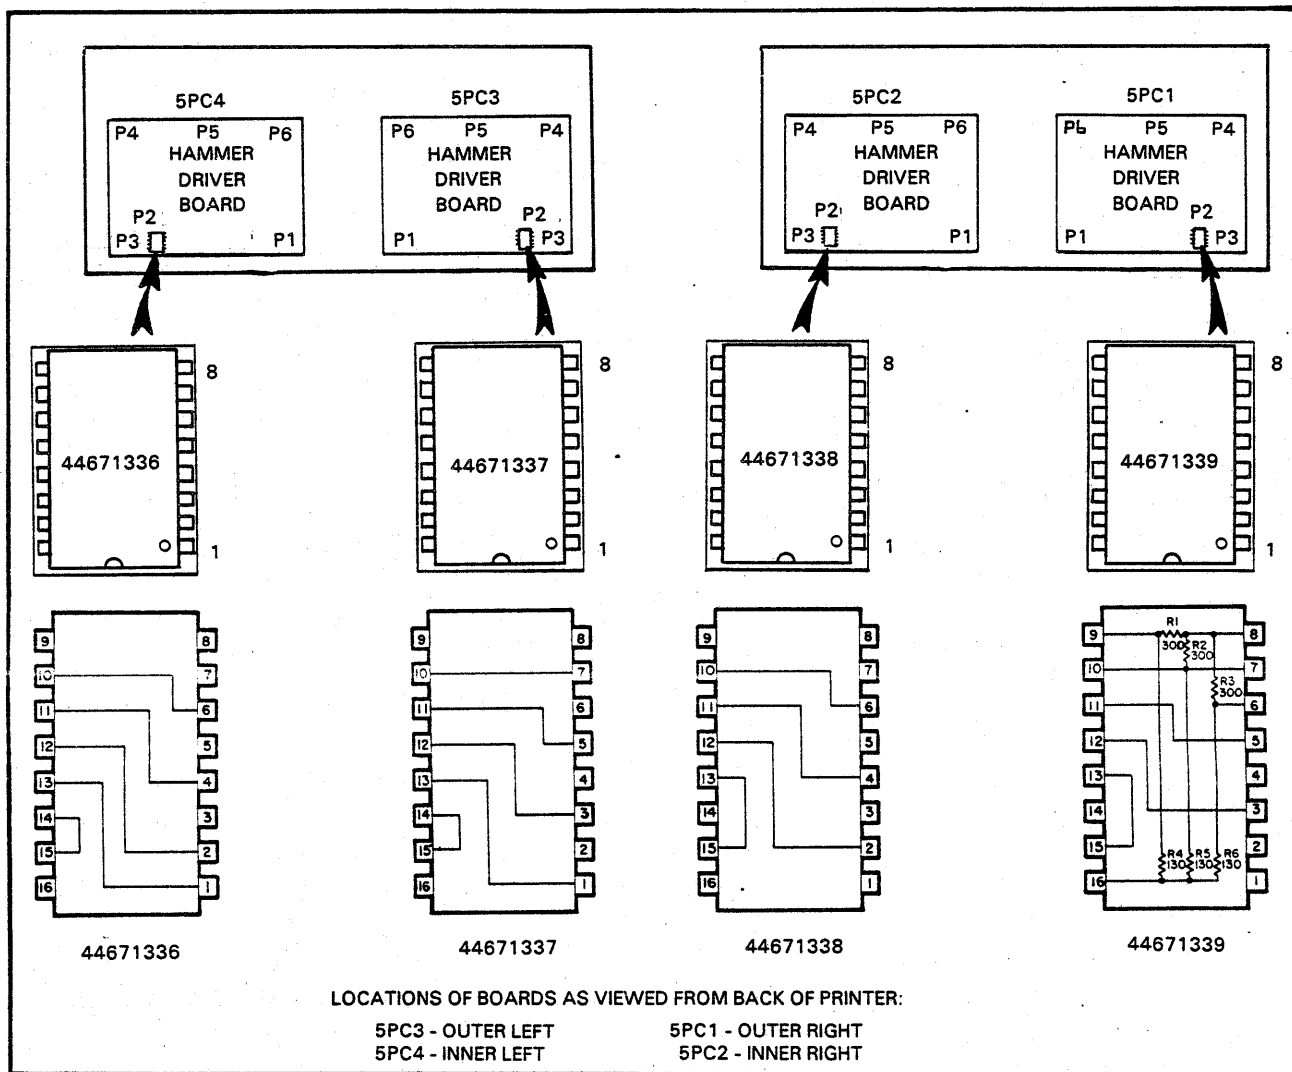 5PC4 5PC3 5PC2 5PC1
P4 P5 P6 P6 P5 P4 P4 P5 P6 P6 P5 P4
HAMMER HAMMER HAMMER HAMMER
DRIVER DRIVER DRIVER DRIVER
BOARD BOARD BOARD BOARD
P2 P2 P2 P2
P3 P1 P1 P3 P3 P1 P1 P3
8 8 8 8
44671336 44671337 44671338 44671339
1 1 1 1
9 8 9 8 9 8 9 R1 8
300 R2
10 7 10 7 10 7 10 300 7
R3
300
11 6 11 6 11 6 11 6
12 5 12 5 12 5 12 5
13 4 13 4 13 4 13 4
14 3 14 3 14 3 14 3
15 2 15 2 15 2 15 2
R4 R5 R6
130 130 130
16 1 16 1 16 1 16 1
44671336 44671337 44671338 44671339
LOCATIONS OF BOARDS AS VIEWED FROM BACK OF PRINTER:
5PC3 - OUTER LEFT 5PC1 - OUTER RIGHT
5PC4 - INNER LEFT 5PC2 - INNER RIGHT